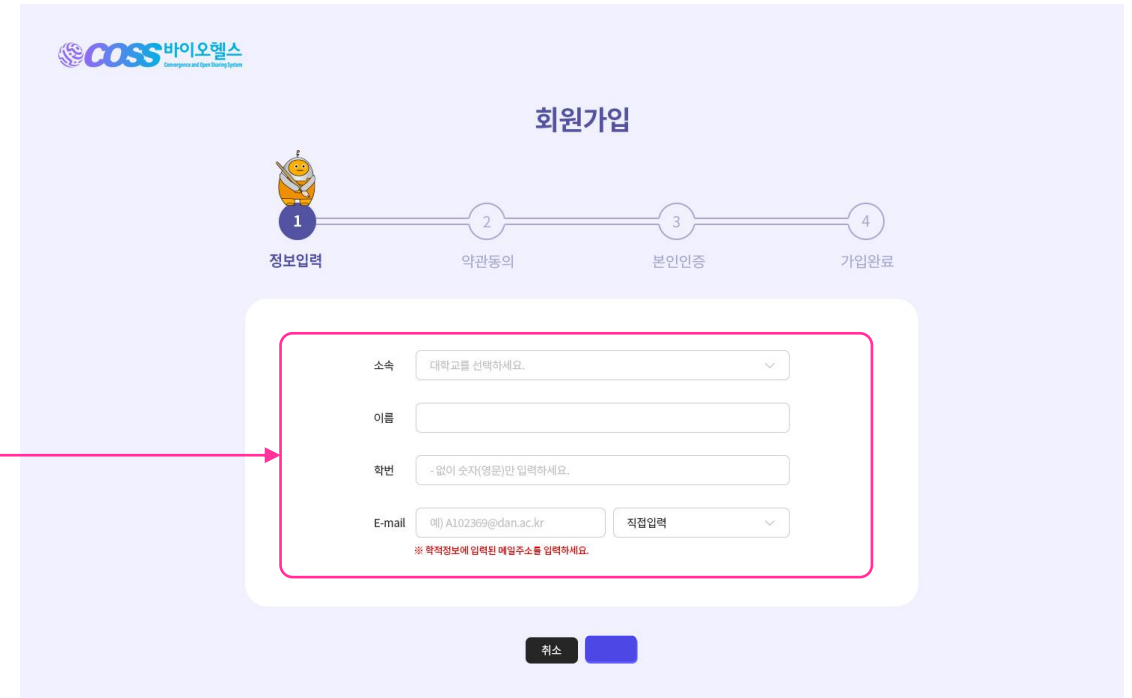 COSS 바이오헬스
Convergence and Open Sharing System
회원가입
1
2
3
4
정보입력
약관동의
본인인증
가입완료
소속
대학교를 선택하세요.
이름
학번
- 없이 숫자(영문)만 입력하세요.
E-mail
예) A102369@dan.ac.kr
직접입력
※ 학적정보에 입력된 메일주소를 입력하세요.
취소